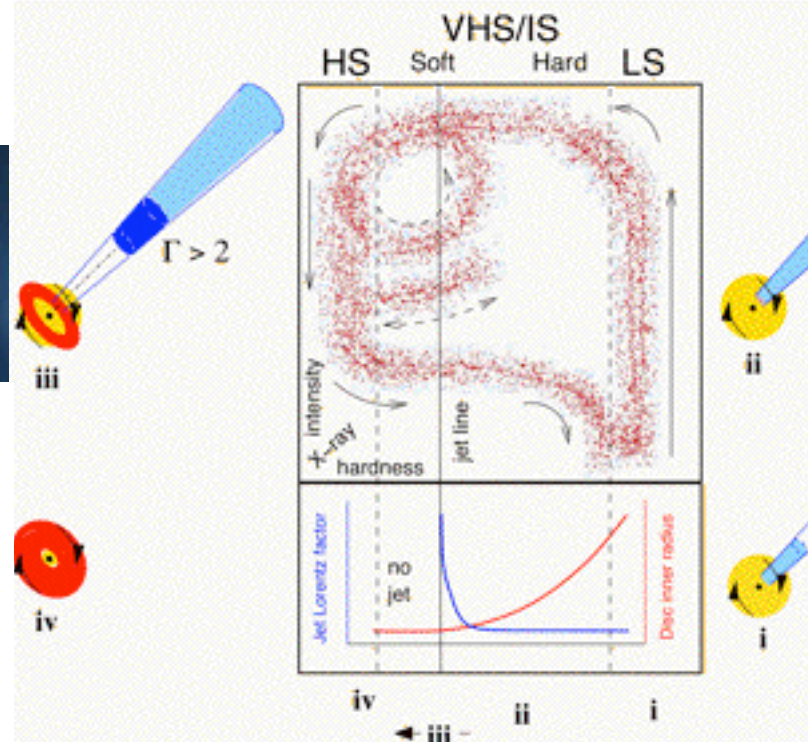 VHS/IS
HS Soft Hard LS
Γ > 2
iii
ii
intensity
X-ray
hardness
jet line
Jet Lorentz factor
no
jet
Disc inner radius
iv
i
iv ii i
iii